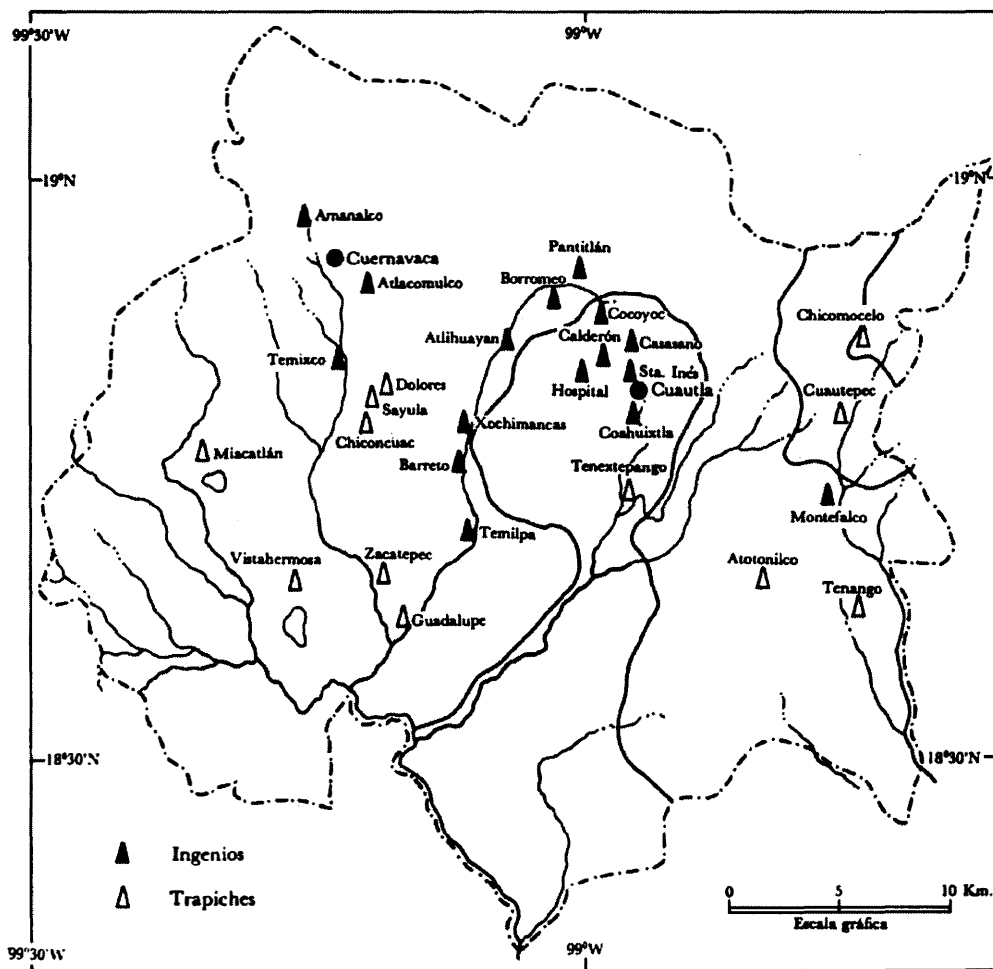 99°30'W
99°W
19°N
19°N
Amanalco
Cuernavaca
Pantitlán
Atlacomulco
Borromeo
Cocoyoc
Chicomocelo
Atlihuayan
Calderón
Casasano
Temixco
Sta. Inés
Hospital
Cuautla
Dolores
Cuautepec
Sayula
Xochimancas
Coahuixtla
Chiconcuac
Miacatlán
Barreto
Tenextepango
Montefalco
Temilpa
Vistahermosa
Zacatepec
Atotonilco
Tenango
Guadalupe
18°30'N
18°30'N
Ingenios
Trapiches
0 5 10 Km.
Escala gráfica
99°30'W
99°W